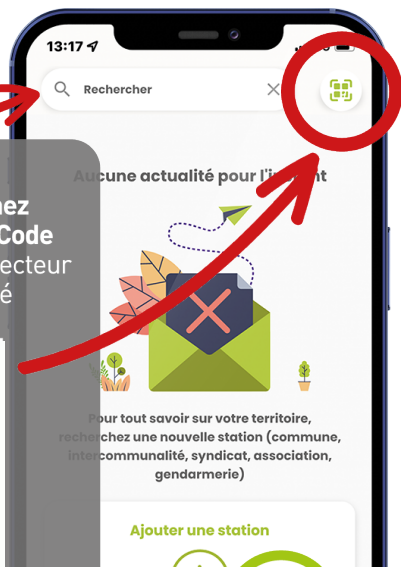 13:17
Rechercher
Aucune actualité pour l'instant
nez
Code
ecteur
é
Pour tout savoir sur votre territoire,
recherchez une nouvelle station (commune,
intercommunalité, syndicat, association,
gendarmerie)
Ajouter une station